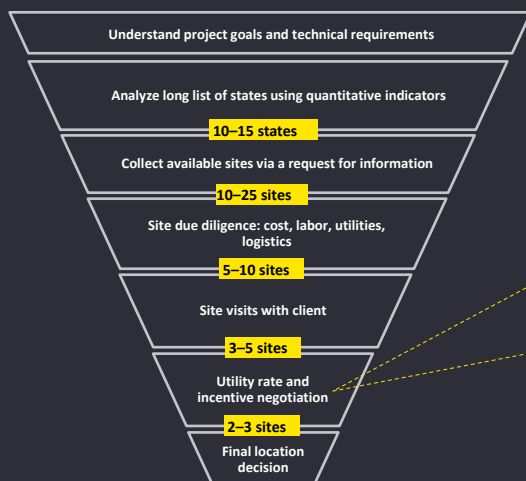 Understand project goals and technical requirements
Analyze long list of states using quantitative indicators
10–15 states
Collect available sites via a request for information
10–25 sites
Site due diligence: cost, labor, utilities,
logistics
5–10 sites
Site visits with client
3–5 sites
Utility rate and
incentive negotiation
2–3 sites
Final location
decision